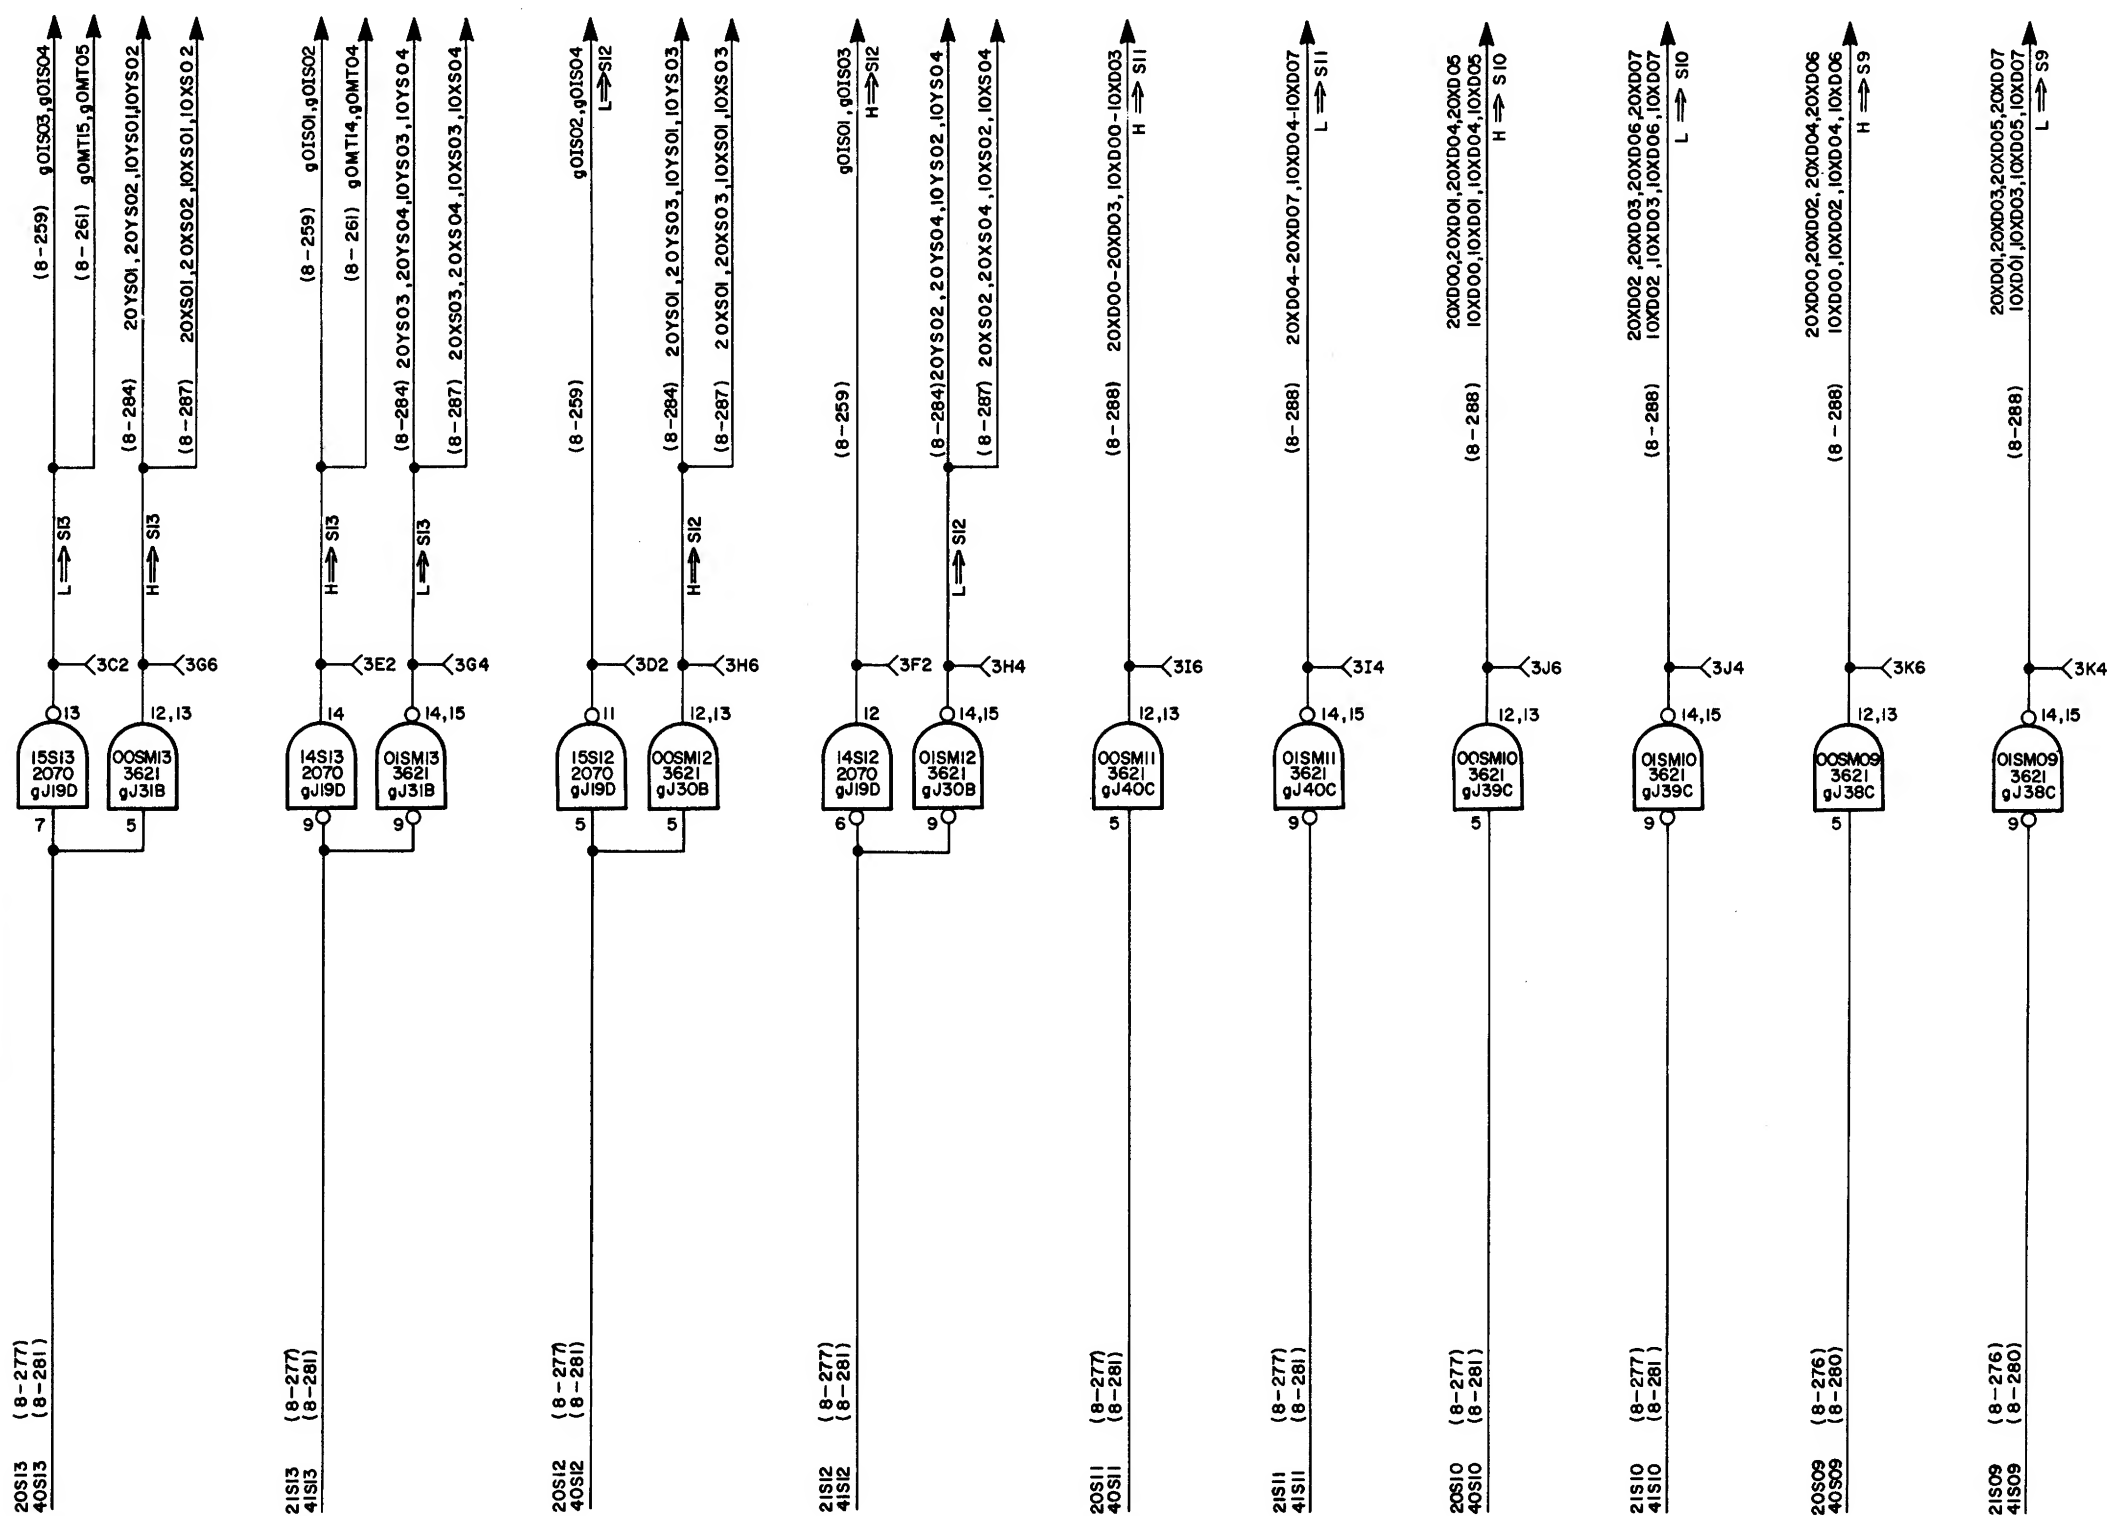 (8-259) g01S03,g01S04
(8-261) g0MT15,g0MT05
(8-284) 20YS01,20YS02,10YS01,10YS02
(8-287) 20XS01,20XS02,10XS01,10XS02
L⇒S13
H⇒S13
3C2
3G6
13
12,13
15S13
2070
gJ19D
00SM13
3621
gJ31B
7
5
20S13 (8-277)
40S13 (8-281)
(8-259) g01S01,g01S02
(8-261) g0MT14,g0MT04
(8-284) 20YS03,20YS04,10YS03,10YS04
(8-287) 20XS03,20XS04,10XS03,10XS04
H⇒S13
L⇒S13
3E2
3G4
14
14,15
14S13
2070
gJ19D
01SM13
3621
gJ31B
9
9
21S13 (8-277)
41S13 (8-281)
(8-259) g01S02,g01S04
L⇒S12
(8-284) 20YS01,20YS03,10YS01,10YS03
(8-287) 20XS01,20XS03,10XS01,10XS03
H⇒S12
3D2
3H6
11
12,13
15S12
2070
gJ19D
00SM12
3621
gJ30B
5
5
20S12 (8-277)
40S12 (8-281)
(8-259) g01S01,g01S03
H⇒S12
(8-284) 20YS02,20YS04,10YS02,10YS04
(8-287) 20XS02,20XS04,10XS02,10XS04
L⇒S12
3F2
3H4
12
14,15
14S12
2070
gJ19D
01SM12
3621
gJ30B
6
9
21S12 (8-277)
41S12 (8-281)
(8-288) 20XD00-20XD03,10XD00-10XD03
H⇒S11
3I6
12,13
00SM11
3621
gJ40C
5
20S11 (8-277)
40S11 (8-281)
(8-288) 20XD04-20XD07,10XD04-10XD07
L⇒S11
3I4
14,15
01SM11
3621
gJ40C
9
21S11 (8-277)
41S11 (8-281)
20XD00,20XD01,20XD04,20XD05
(8-288) 10XD00,10XD01,10XD04,10XD05
H⇒S10
3J6
12,13
00SM10
3621
gJ39C
5
20S10 (8-277)
40S10 (8-281)
20XD02,20XD03,20XD06,20XD07
(8-288) 10XD02,10XD03,10XD06,10XD07
L⇒S10
3J4
14,15
01SM10
3621
gJ39C
9
21S10 (8-277)
41S10 (8-281)
20XD00,20XD02,20XD04,20XD06
(8-288) 10XD00,10XD02,10XD04,10XD06
H⇒S9
3K6
12,13
00SM09
3621
gJ38C
5
20S09 (8-276)
40S09 (8-280)
20XD01,20XD03,20XD05,20XD07
(8-288) 10XD01,10XD03,10XD05,10XD07
L⇒S9
3K4
14,15
01SM09
3621
gJ38C
9
21S09 (8-276)
41S09 (8-280)